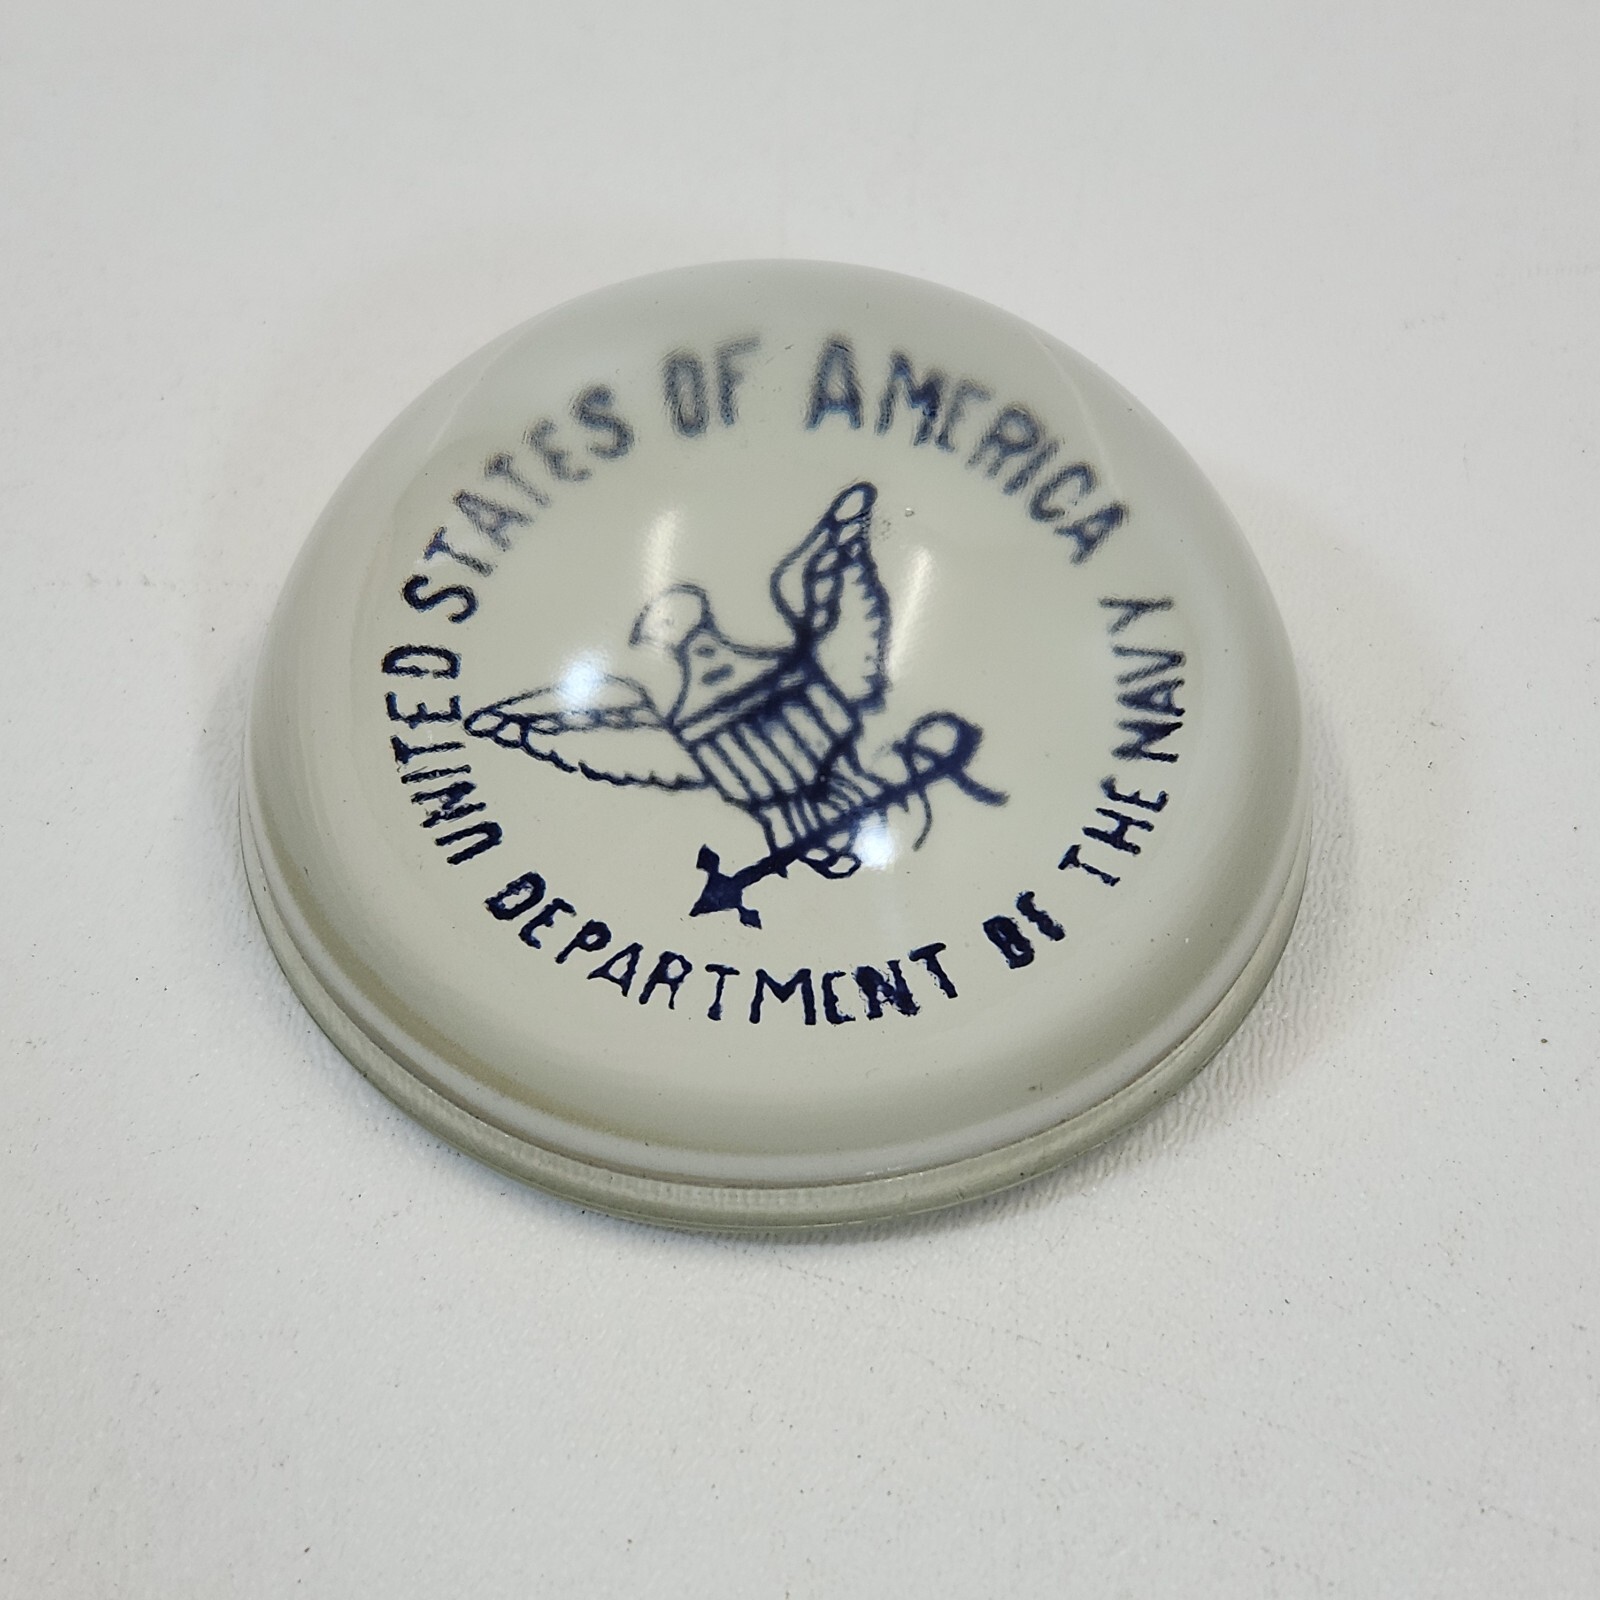 UNITED STATES OF AMERICA
DEPARTMENT OF THE NAVY